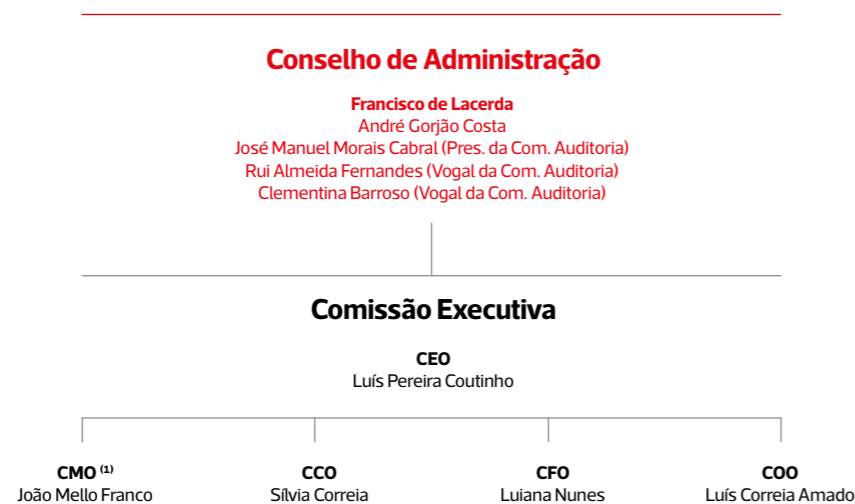 Conselho de Administração
Francisco de Lacerda
André Gorjão Costa
José Manuel Morais Cabral (Pres. da Com. Auditoria)
Rui Almeida Fernandes (Vogal da Com. Auditoria)
Clementina Barroso (Vogal da Com. Auditoria)
Comissão Executiva
CEO
Luís Pereira Coutinho
CMO (1)
João Mello Franco
CCO
Sílvia Correia
CFO
Luiana Nunes
COO
Luís Correia Amado